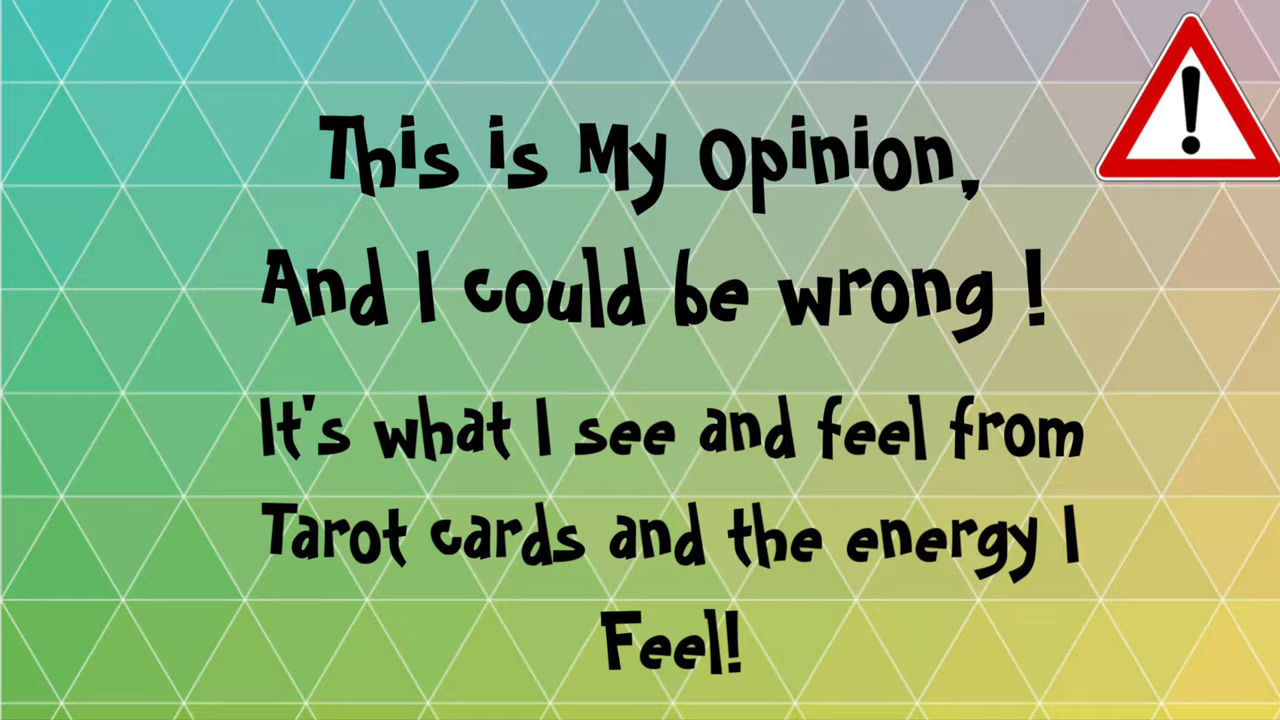 This is My Opinion,
And I could be wrong !
It's what I see and feel from
Tarot cards and the energy I
Feel!